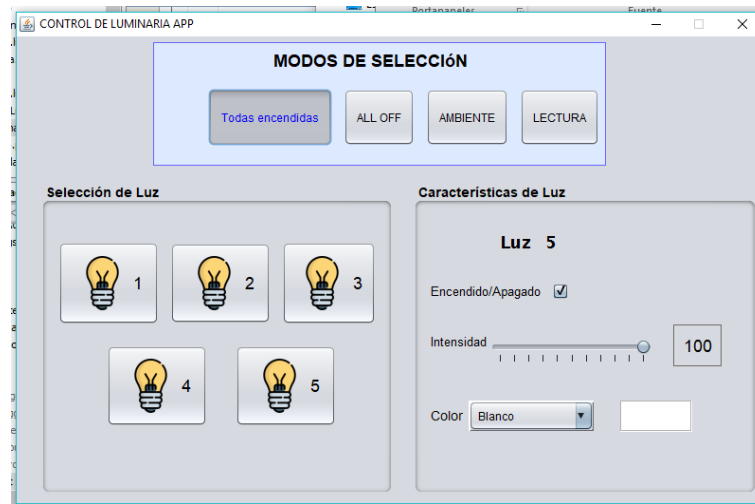 Portapapeles
Fuente
CONTROL DE LUMINARIA APP
MODOS DE SELECCIóN
Todas encendidas
ALL OFF
AMBIENTE
LECTURA
Selección de Luz
Características de Luz
1
2
3
4
5
Luz 5
Encendido/Apagado
Intensidad
100
Color
Blanco